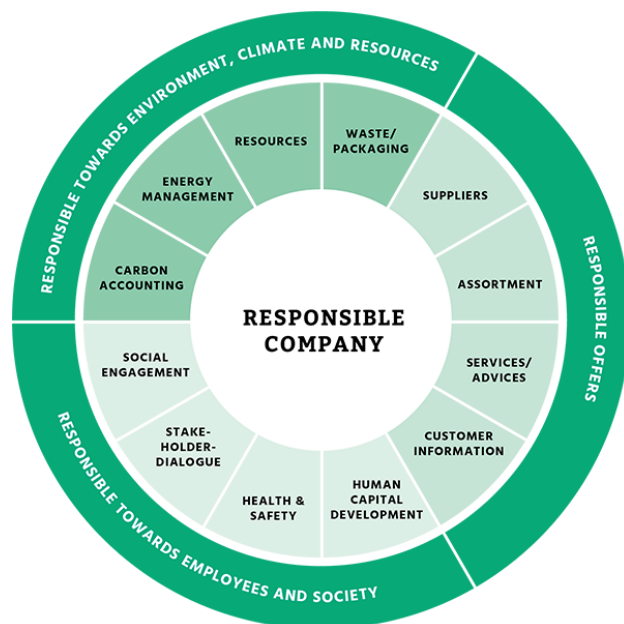 RESPONSIBLE TOWARDS ENVIRONMENT, CLIMATE AND RESOURCES
RESOURCES
WASTE/
PACKAGING
ENERGY
MANAGEMENT
SUPPLIERS
CARBON
ACCOUNTING
ASSORTMENT
RESPONSIBLE OFFERS
RESPONSIBLE
COMPANY
SOCIAL
ENGAGEMENT
SERVICES/
ADVICES
STAKE-
HOLDER-
DIALOGUE
CUSTOMER
INFORMATION
HEALTH &
SAFETY
HUMAN
CAPITAL
DEVELOPMENT
RESPONSIBLE TOWARDS EMPLOYEES AND SOCIETY